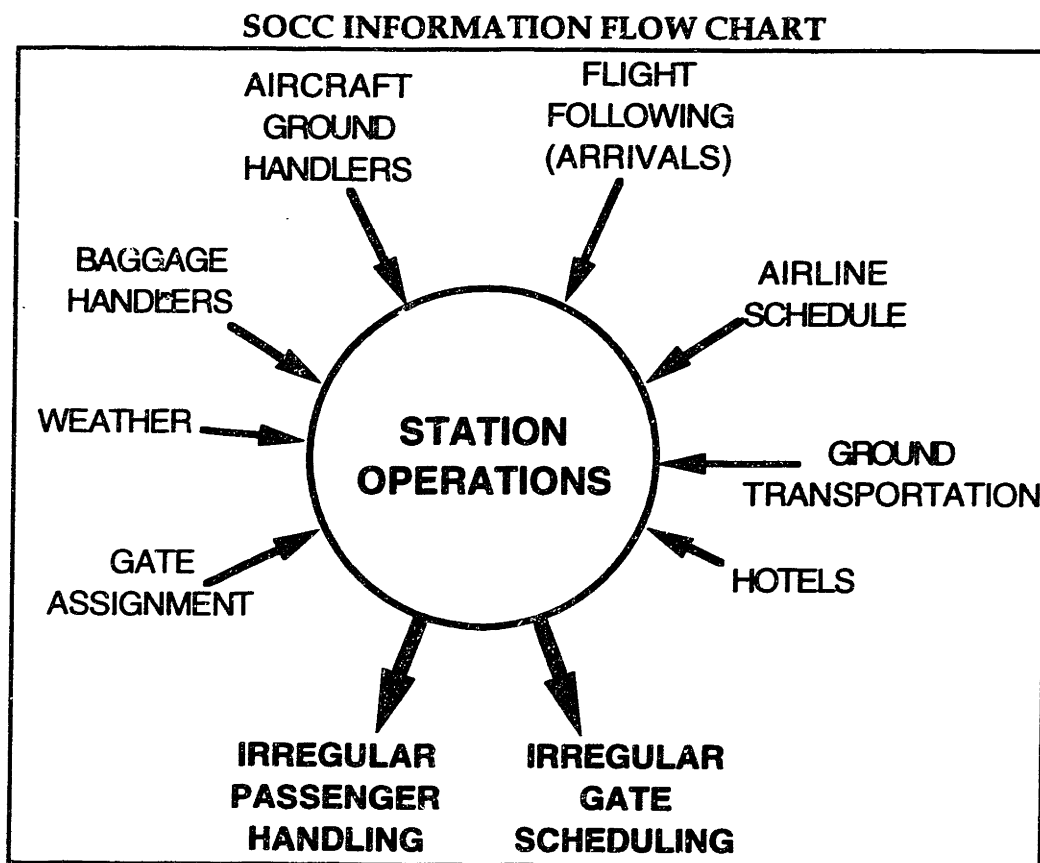 SOCC INFORMATION FLOW CHART
AIRCRAFT
GROUND
HANDLERS
FLIGHT
FOLLOWING
(ARRIVALS)
BAGGAGE
HANDLERS
AIRLINE
SCHEDULE
WEATHER
STATION
OPERATIONS
GROUND
TRANSPORTATION
GATE
ASSIGNMENT
HOTELS
IRREGULAR
PASSENGER
HANDLING
IRREGULAR
GATE
SCHEDULING